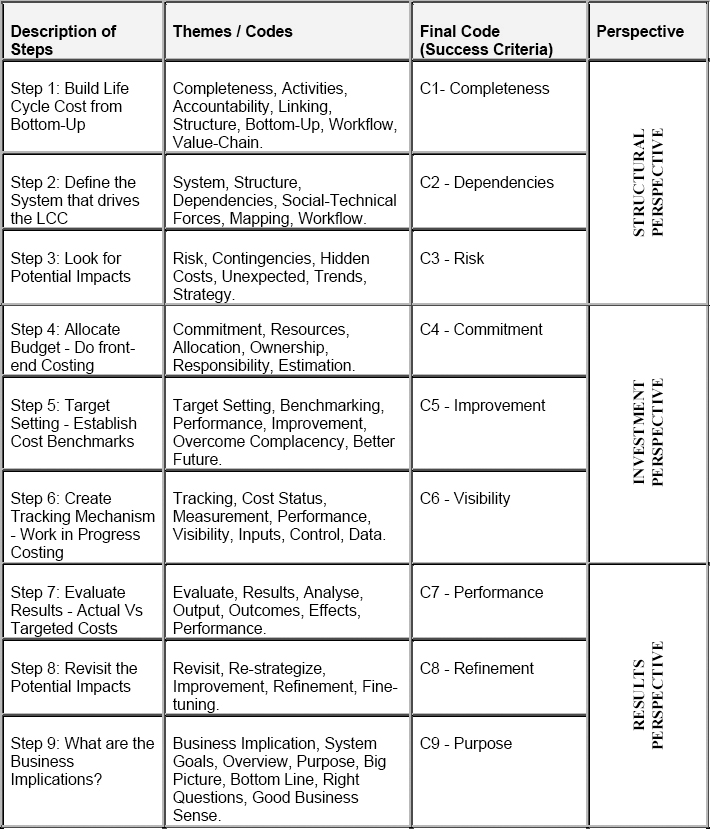 Description of Steps
Themes / Codes
Final Code (Success Criteria)
Perspective
Step 1: Build Life
Cycle Cost from
Bottom-Up
Completeness, Activities,
Accountability, Linking,
Structure, Bottom-Up, Workflow,
Value-Chain.
C1- Completeness
STRUCTURAL
PERSPECTIVE
Step 2: Define the
System that drives
the LCC
System, Structure,
Dependencies, Social-Technical
Forces, Mapping, Workflow.
C2 - Dependencies
Step 3: Look for
Potential Impacts
Risk, Contingencies, Hidden
Costs, Unexpected, Trends,
Strategy.
C3 - Risk
Step 4: Allocate
Budget - Do front-
end Costing
Commitment, Resources,
Allocation, Ownership,
Responsibility, Estimation.
C4 - Commitment
INVESTMENT
PERSPECTIVE
Step 5: Target
Setting - Establish
Cost Benchmarks
Target Setting, Benchmarking,
Performance, Improvement,
Overcome Complacency, Better
Future.
C5 - Improvement
Step 6: Create
Tracking Mechanism
- Work in Progress
Costing
Tracking, Cost Status,
Measurement, Performance,
Visibility, Inputs, Control, Data.
C6 - Visibility
Step 7: Evaluate
Results - Actual Vs
Targeted Costs
Evaluate, Results, Analyse,
Output, Outcomes, Effects,
Performance.
C7 - Performance
RESULTS
PERSPECTIVE
Step 8: Revisit the
Potential Impacts
Revisit, Re-strategize,
Improvement, Refinement, Fine-
tuning.
C8 - Refinement
Step 9: What are the
Business
Implications?
Business Implication, System
Goals, Overview, Purpose, Big
Picture, Bottom Line, Right
Questions, Good Business
Sense.
C9 - Purpose